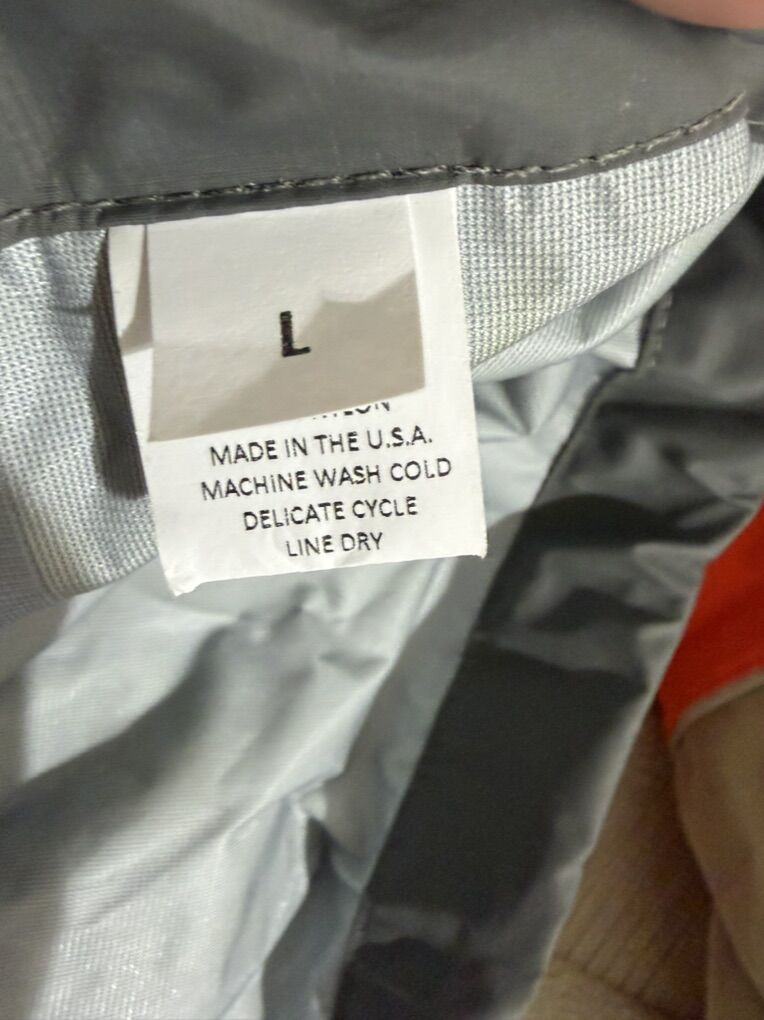 L
MADE IN THE U.S.A.
MACHINE WASH COLD
DELICATE CYCLE
LINE DRY